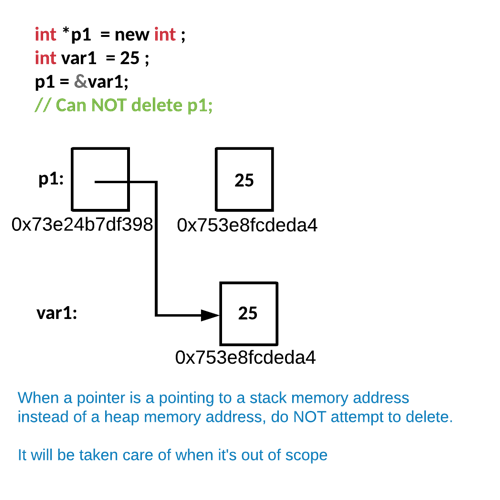 int *p1 = new int ;
int var1 = 25 ;
p1 = &var1;
// Can NOT delete p1;
p1:
25
0x73e24b7df398
0x753e8fcdeda4
var1:
25
0x753e8fcdeda4
When a pointer is a pointing to a stack memory address
instead of a heap memory address, do NOT attempt to delete.
It will be taken care of when it's out of scope